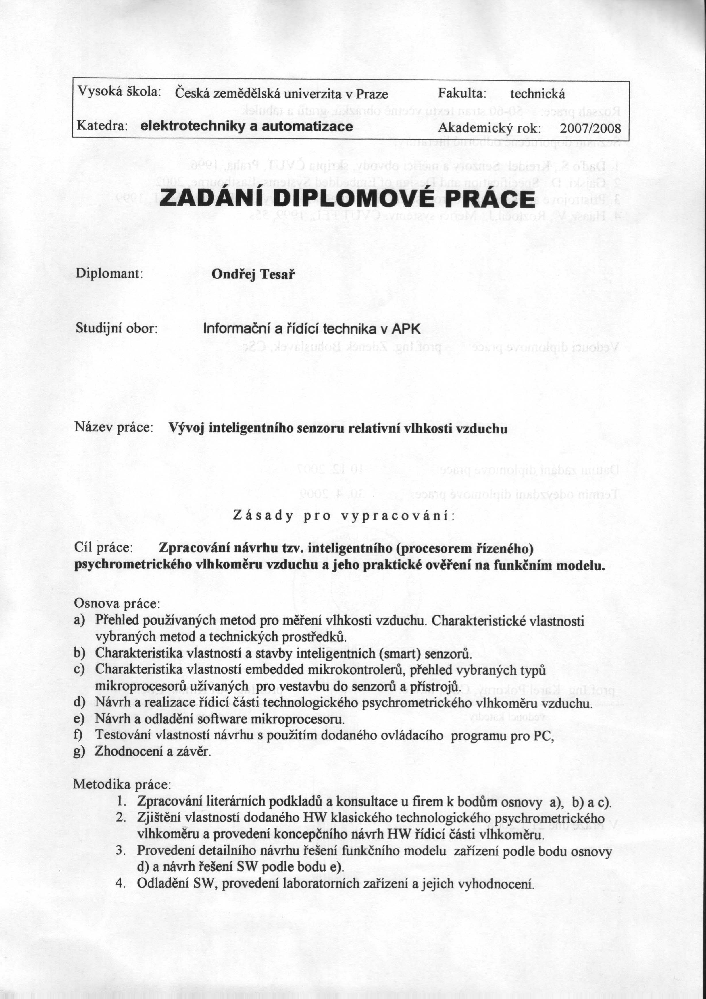 Vysoká škola: Česká zemědělská univerzita v Praze Fakulta: technická
Katedra: elektrotechniky a automatizace Akademický rok: 2007/2008
ZADÁNÍ DIPLOMOVÉ PRÁCE
Diplomant: Ondřej Tesař
Studijní obor: Informační a řídící technika v APK
Název práce: Vývoj inteligentního senzoru relativní vlhkosti vzduchu
Zásady pro vypracování:
Cíl práce: Zpracování návrhu tzv. inteligentního (procesorem řízeného)
psychrometrického vlhkoměru vzduchu a jeho praktické ověření na funkčním modelu.
Osnova práce:
a) Přehled používaných metod pro měření vlhkosti vzduchu. Charakteristické vlastnosti
vybraných metod a technických prostředků.
b) Charakteristika vlastností a stavby inteligentních (smart) senzorů.
c) Charakteristika vlastností embedded mikrokontrolerů, přehled vybraných typů
mikroprocesorů užívaných pro vestavbu do senzorů a přístrojů.
d) Návrh a realizace řídicí části technologického psychrometrického vlhkoměru vzduchu.
e) Návrh a odladění software mikroprocesoru.
f) Testování vlastností návrhu s použitím dodaného ovládacího programu pro PC,
g) Zhodnocení a závěr.
Metodika práce:
1. Zpracování literárních podkladů a konsultace u firem k bodům osnovy a), b) a c).
2. Zjištění vlastností dodaného HW klasického technologického psychrometrického
vlhkoměru a provedení koncepčního návrh HW řídicí části vlhkoměru.
3. Provedení detailního návrhu řešení funkčního modelu zařízení podle bodu osnovy
d) a návrh řešení SW podle bodu e).
4. Odladění SW, provedení laboratorních zařízení a jejich vyhodnocení.